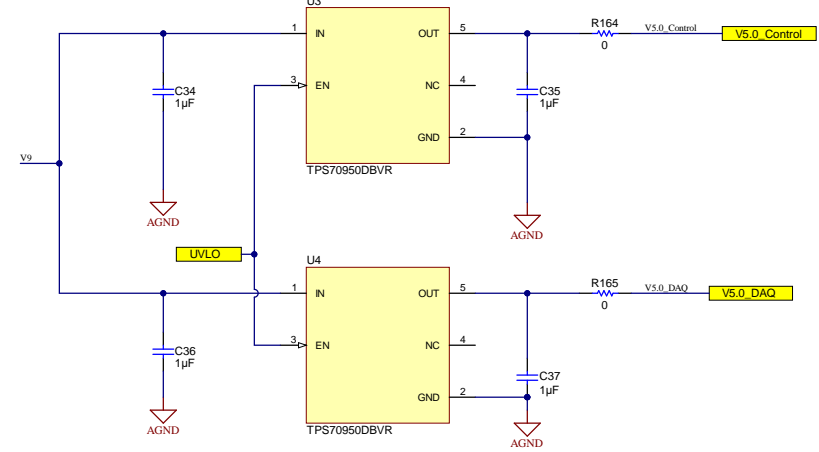 U3
1
IN
OUT
5
R164
0
V5.0_Control
V5.0_Control
3
EN
NC
4
C34
1µF
C35
1µF
GND
2
TPS70950DBVR
V9
AGND
AGND
UVLO
U4
1
IN
OUT
5
R165
0
V5.0_DAQ
V5.0_DAQ
3
EN
NC
4
C36
1µF
C37
1µF
GND
2
TPS70950DBVR
AGND
AGND